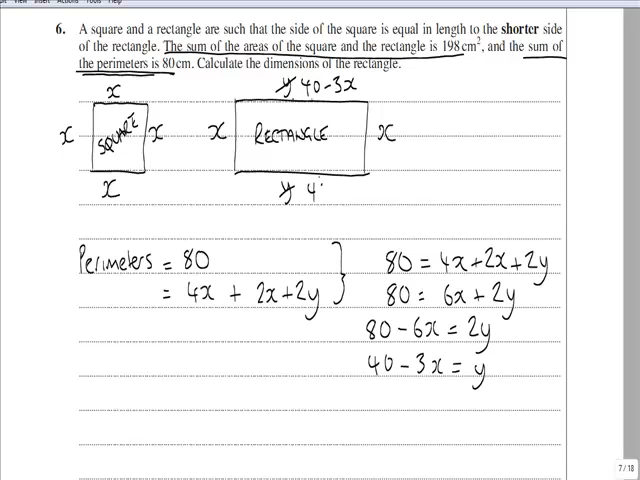 6. A square and a rectangle are such that the side of the square is equal in length to the shorter side
of the rectangle. The sum of the areas of the square and the rectangle is 198 cm², and the sum of
the perimeters is 80 cm. Calculate the dimensions of the rectangle.
x y 40-3x
x SQUARE x x RECTANGLE x
x y 4
Perimeters = 80
= 4x + 2x+2y
80 = 4x+2x+2y
80 = 6x+2y
80 - 6x = 2y
40 - 3x = y
7 / 18